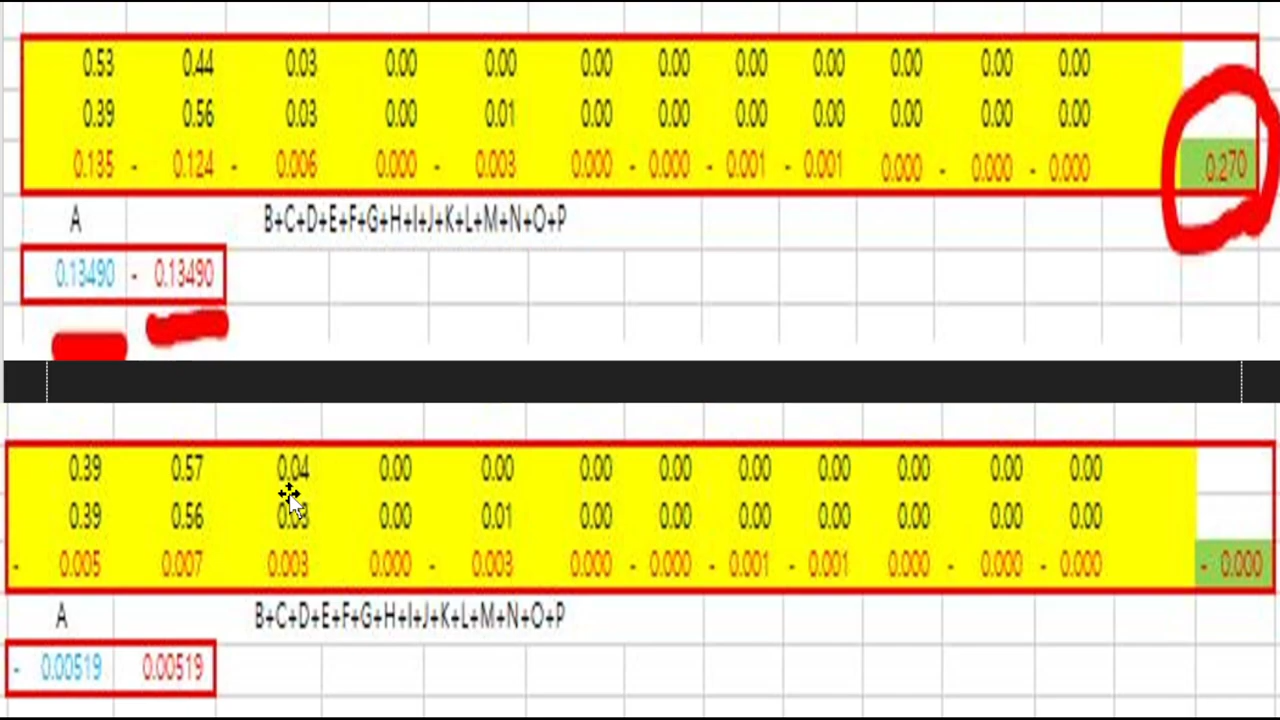 0.53 0.44 0.03 0.00 0.00 0.00 0.00 0.00 0.00 0.00 0.00 0.00
0.39 0.56 0.03 0.00 0.01 0.00 0.00 0.00 0.00 0.00 0.00 0.00
0.135 - 0.124 - 0.006 0.000 - 0.003 0.000 - 0.000 - 0.001 - 0.001 0.000 - 0.000 - 0.000 0.270
A B+C+D+E+F+G+H+I+J+K+L+M+N+O+P
0.13490 - 0.13490
0.39 0.57 0.04 0.00 0.00 0.00 0.00 0.00 0.00 0.00 0.00 0.00
0.39 0.56 0.03 0.00 0.01 0.00 0.00 0.00 0.00 0.00 0.00 0.00
- 0.005 0.007 0.003 0.000 - 0.003 0.000 - 0.000 - 0.001 - 0.001 0.000 - 0.000 - 0.000 - 0.000
A B+C+D+E+F+G+H+I+J+K+L+M+N+O+P
- 0.00519 0.00519